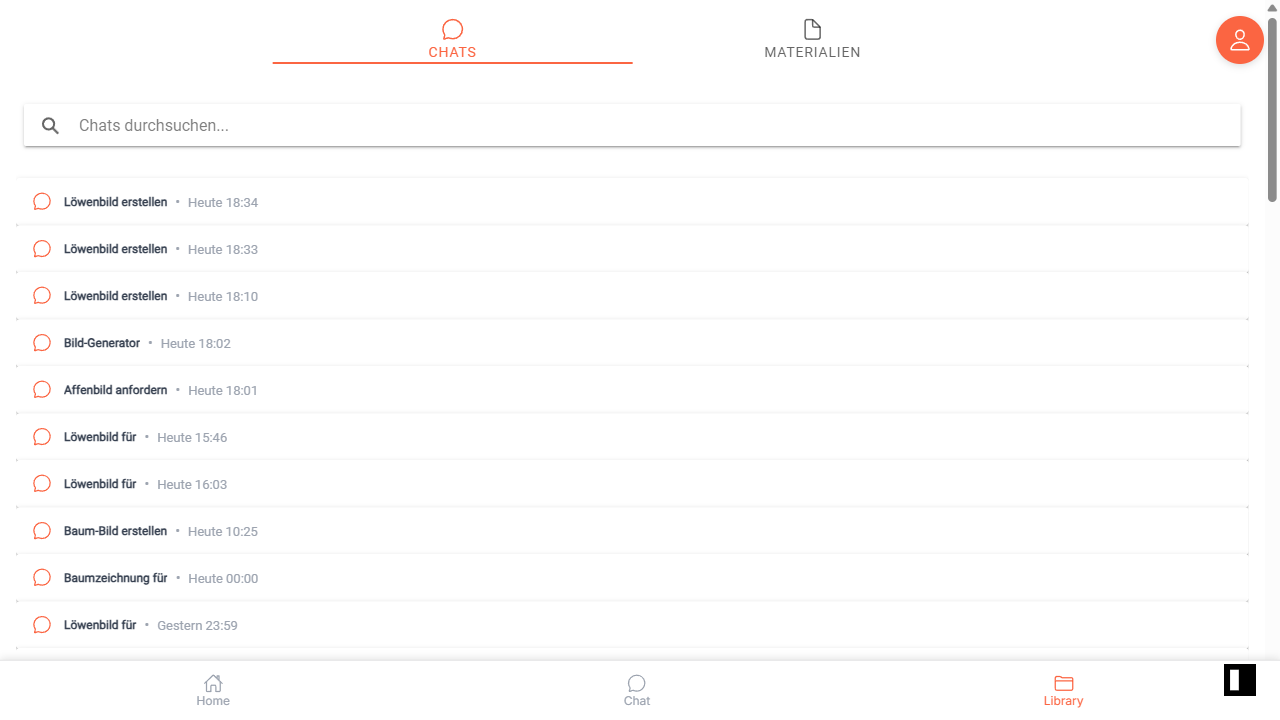 CHATS
MATERIALIEN
Chats durchsuchen...
Löwenbild erstellen • Heute 18:34
Löwenbild erstellen • Heute 18:33
Löwenbild erstellen • Heute 18:10
Bild-Generator • Heute 18:02
Affenbild anfordern • Heute 18:01
Löwenbild für • Heute 15:46
Löwenbild für • Heute 16:03
Baum-Bild erstellen • Heute 10:25
Baumzeichnung für • Heute 00:00
Löwenbild für • Gestern 23:59
Home
Chat
Library